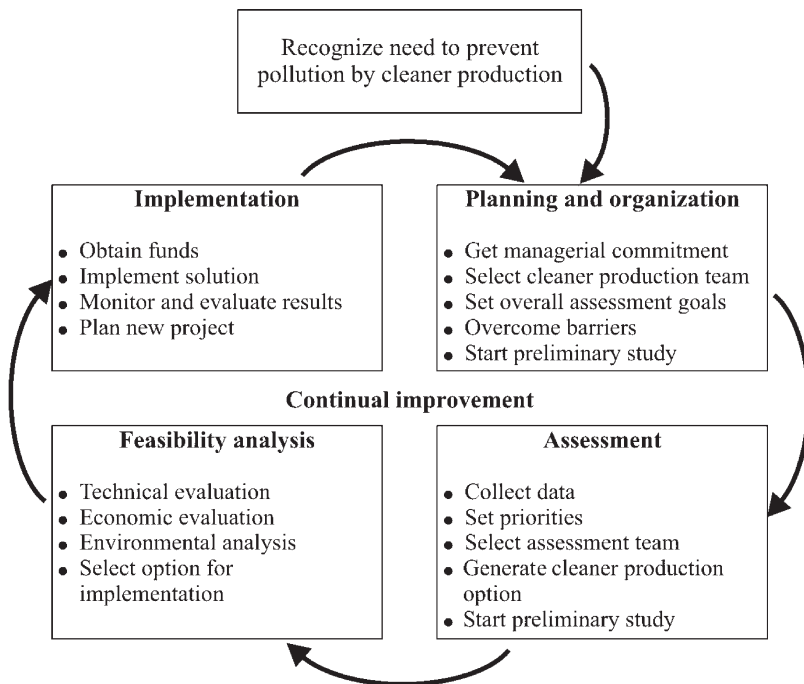 Recognize need to prevent
pollution by cleaner production
Implementation
● Obtain funds
● Implement solution
● Monitor and evaluate results
● Plan new project
Planning and organization
● Get managerial commitment
● Select cleaner production team
● Set overall assessment goals
● Overcome barriers
● Start preliminary study
Continual improvement
Feasibility analysis
● Technical evaluation
● Economic evaluation
● Environmental analysis
● Select option for
implementation
Assessment
● Collect data
● Set priorities
● Select assessment team
● Generate cleaner production
option
● Start preliminary study